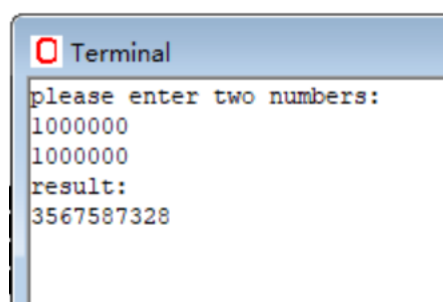 Terminal
please enter two numbers:
1000000
1000000
result:
3567587328